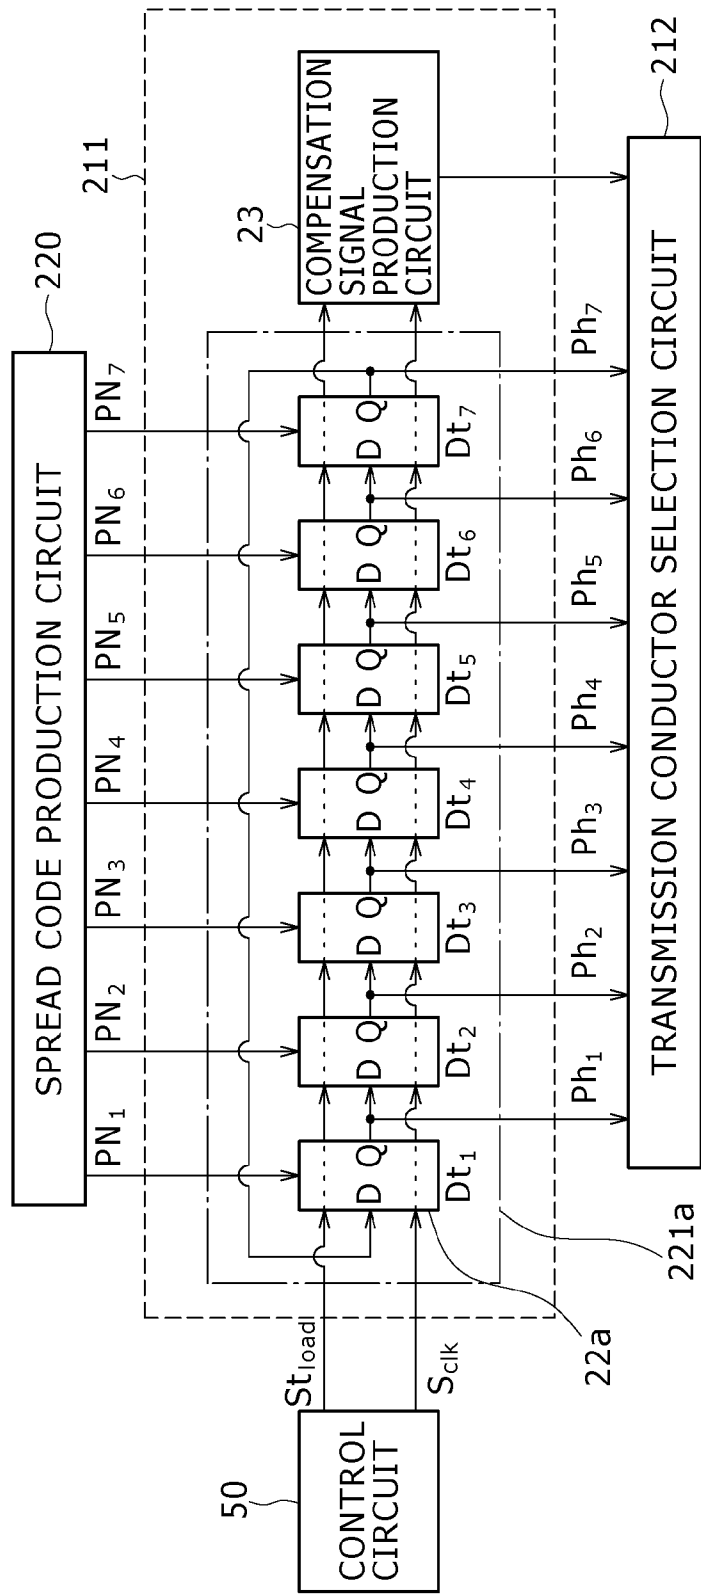 220
SPREAD CODE PRODUCTION CIRCUIT
PN1
PN2
PN3
PN4
PN5
PN6
PN7
211
50
CONTROL
CIRCUIT
Stload
Sclk
D Q
D Q
D Q
D Q
D Q
D Q
D Q
Dt1
Dt2
Dt3
Dt4
Dt5
Dt6
Dt7
23
COMPENSATION
SIGNAL
PRODUCTION
CIRCUIT
22a
221a
Ph1
Ph2
Ph3
Ph4
Ph5
Ph6
Ph7
212
TRANSMISSION CONDUCTOR SELECTION CIRCUIT